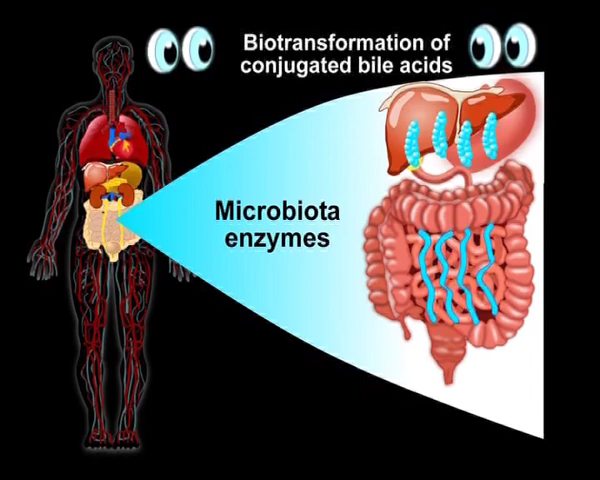 Biotransformation of
conjugated bile acids
Microbiota
enzymes